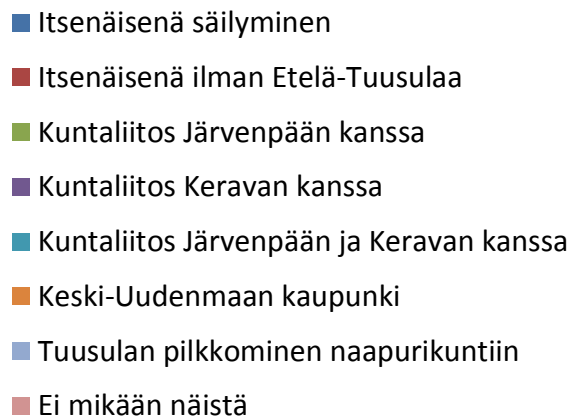 Itsenäisenä säilyminen
Itsenäisenä ilman Etelä-Tuusulaa
Kuntaliitos Järvenpään kanssa
Kuntaliitos Keravan kanssa
Kuntaliitos Järvenpään ja Keravan kanssa
Keski-Uudenmaan kaupunki
Tuusulan pilkkominen naapurikuntiin
Ei mikään näistä